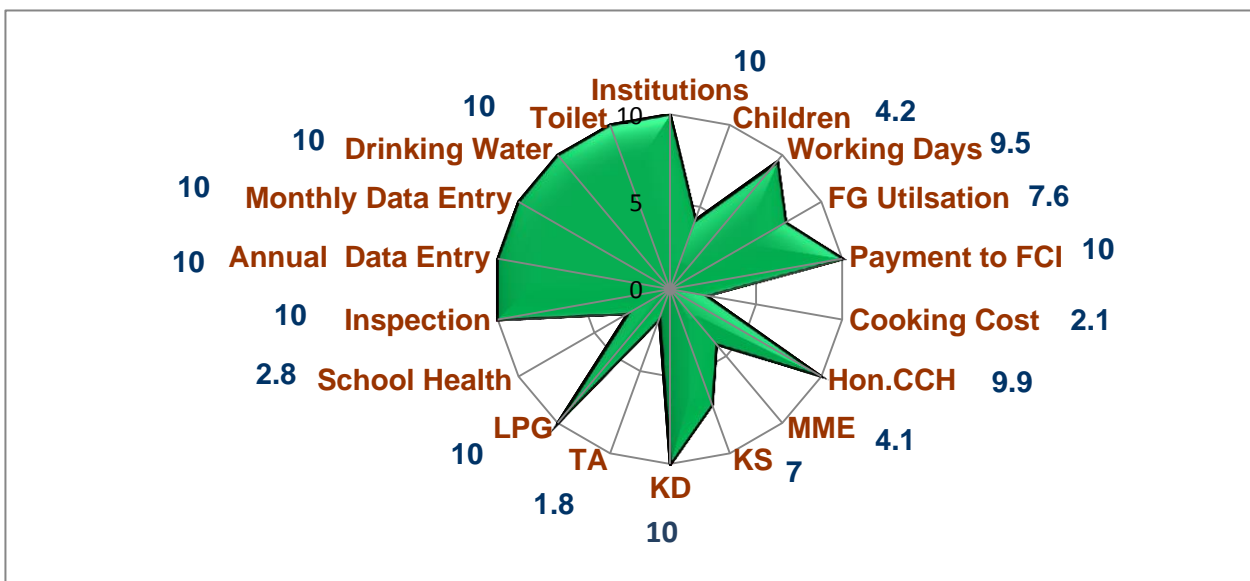 10
Institutions
10 Toilet 10 Children 4.2
10 Drinking Water Working Days 9.5
10 Monthly Data Entry 5 FG Utilsation 7.6
10 Annual Data Entry Payment to FCI 10
0
10 Inspection Cooking Cost 2.1
2.8 School Health Hon.CCH 9.9
10 LPG MME 4.1
1.8 TA KS 7
KD
10